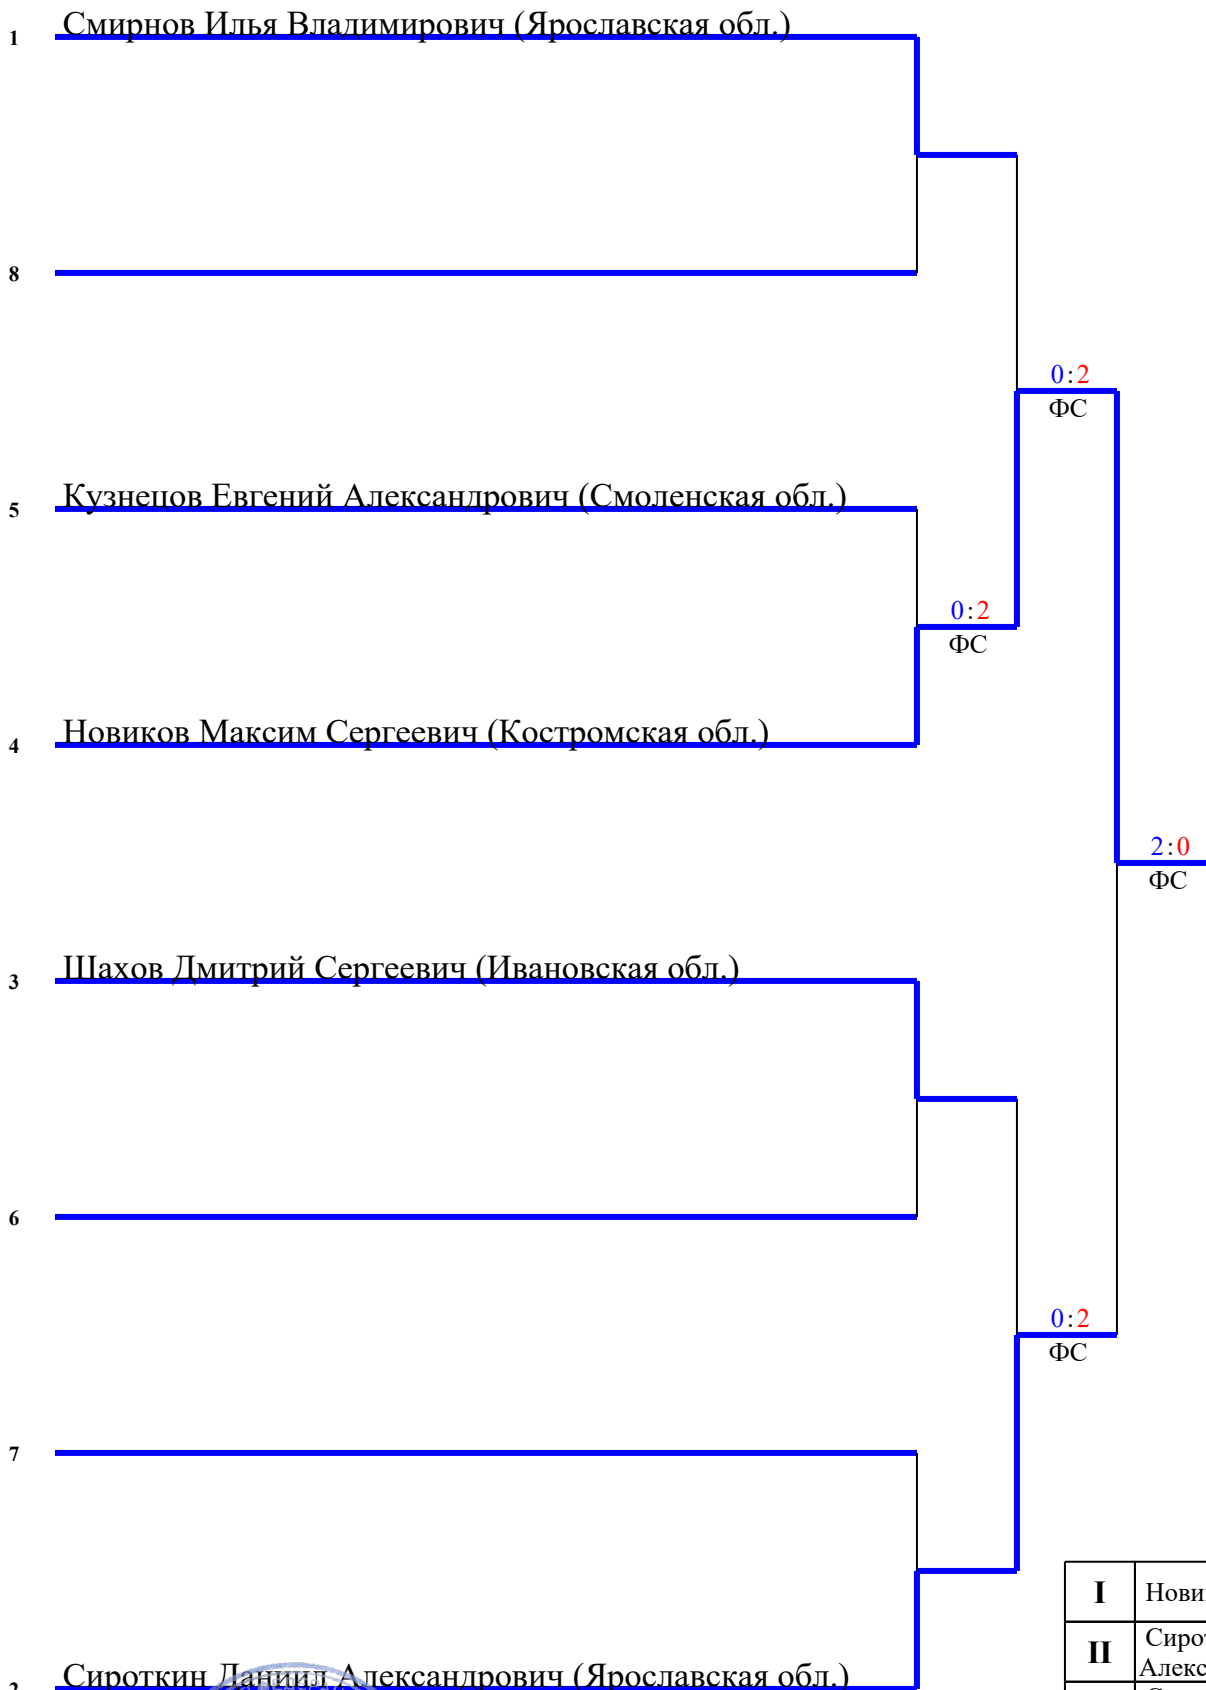 1 Смирнов Илья Владимирович (Ярославская обл.)
8
0:2
ФС
5 Кузнецов Евгений Александрович (Смоленская обл.)
0:2
ФС
4 Новиков Максим Сергеевич (Костромская обл.)
2:0
ФС
3 Шахов Дмитрий Сергеевич (Ивановская обл.)
6
0:2
ФС
7
I
II
Сироткин Даниил Александрович (Ярославская обл.)